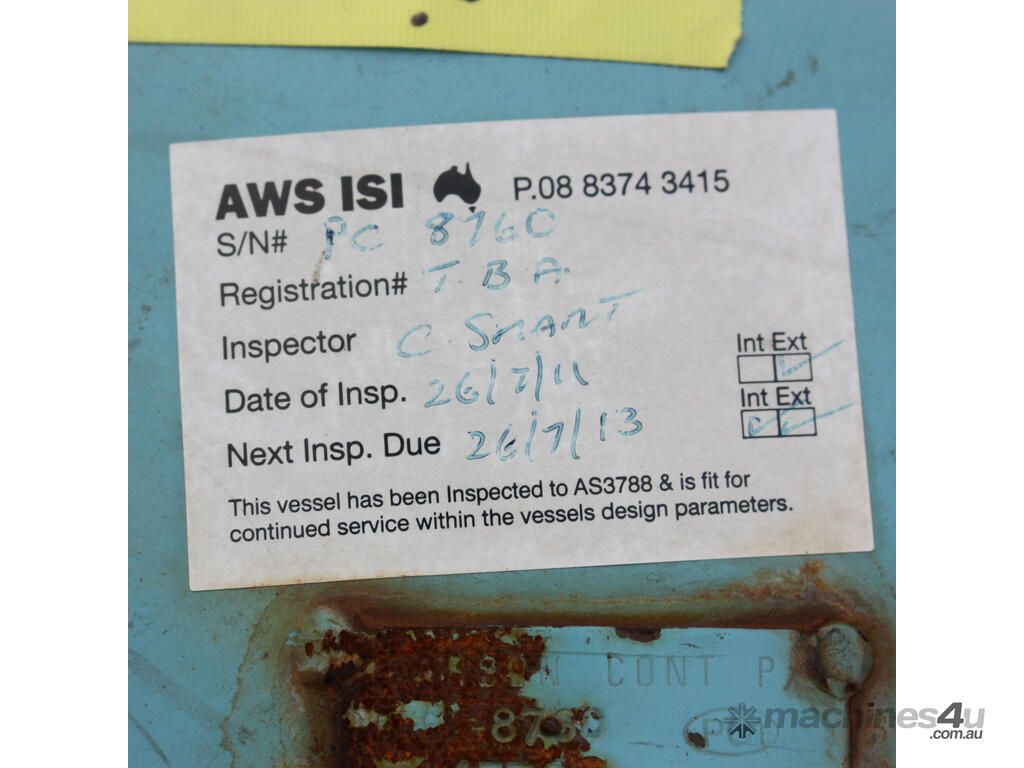 AWS ISI P.08 8374 3415
S/N# PC 8760
Registration# T.B.A.
Inspector C. SMART
Date of Insp. 26/7/11
Int Ext
Next Insp. Due 26/7/13
Int Ext
This vessel has been Inspected to AS3788 & is fit for
continued service within the vessels design parameters.
CONT
-8760
machines4u
.com.au